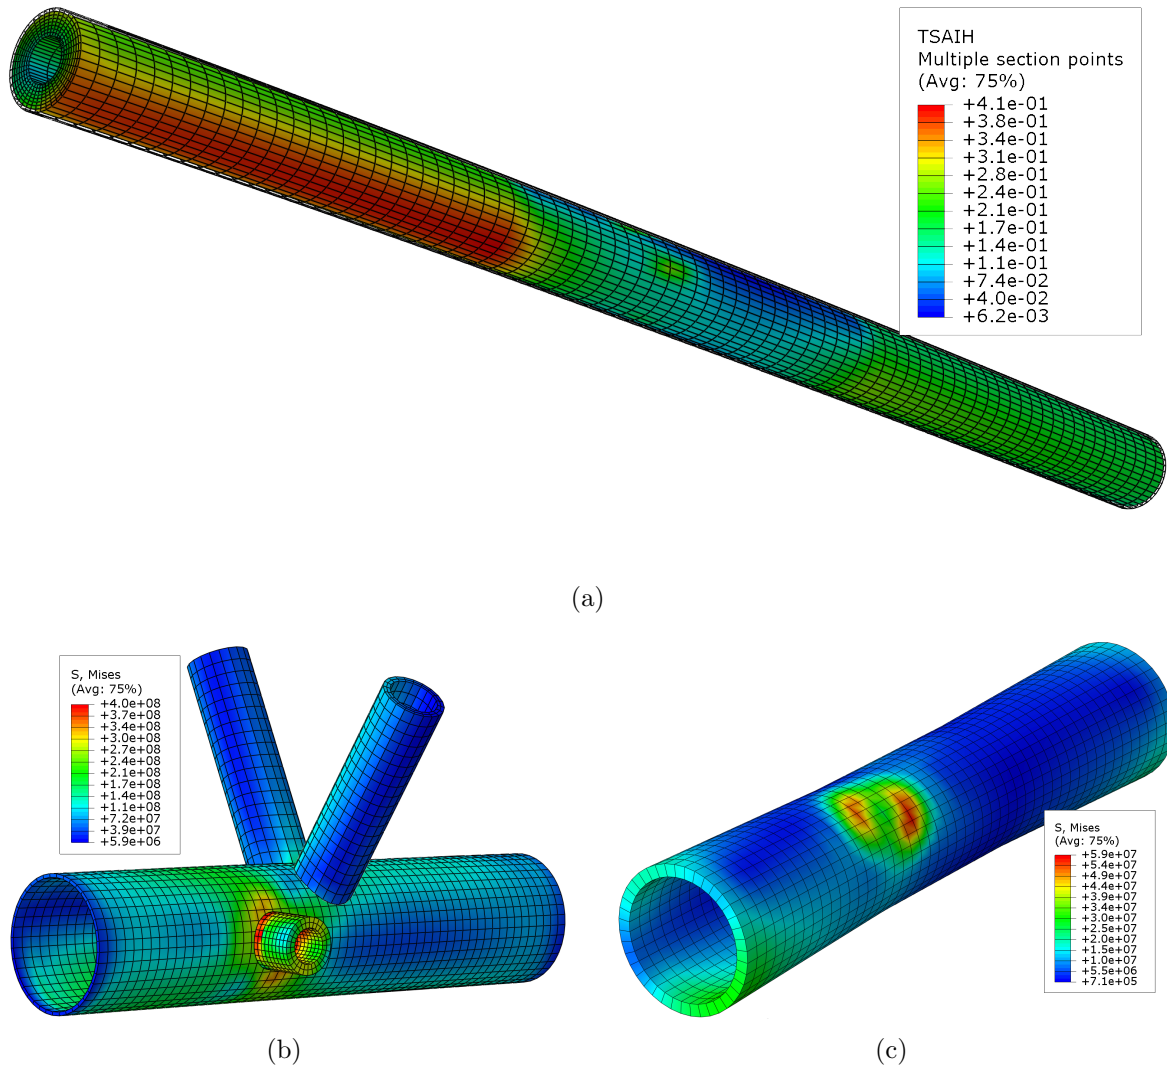 TSAIH
Multiple section points
(Avg: 75%)
+4.1e-01
+3.8e-01
+3.4e-01
+3.1e-01
+2.8e-01
+2.4e-01
+2.1e-01
+1.7e-01
+1.4e-01
+1.1e-01
+7.4e-02
+4.0e-02
+6.2e-03
(a)
S, Mises
(Avg: 75%)
+4.0e+08
+3.7e+08
+3.4e+08
+3.0e+08
+2.7e+08
+2.4e+08
+2.1e+08
+1.7e+08
+1.4e+08
+1.1e+08
+7.2e+07
+3.9e+07
+5.9e+06
(b)
S, Mises
(Avg: 75%)
+5.9e+07
+5.4e+07
+4.9e+07
+4.4e+07
+3.9e+07
+3.4e+07
+3.0e+07
+2.5e+07
+2.0e+07
+1.5e+07
+1.0e+07
+5.5e+06
+7.1e+05
(c)